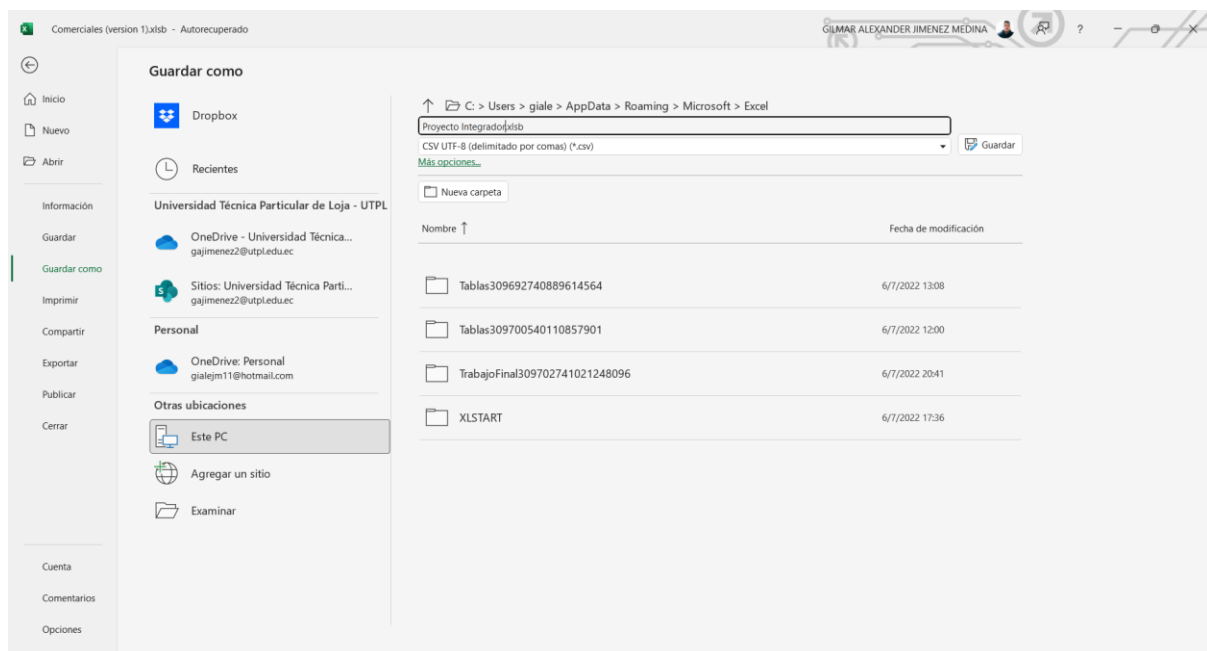 Comerciales (version 1).xlsb - Autorecuperado
GILMAR ALEXANDER JIMENEZ MEDINA
?
Guardar como
Inicio
Nuevo
Abrir
Información
Guardar
Guardar como
Imprimir
Compartir
Exportar
Publicar
Cerrar
Cuenta
Comentarios
Opciones
Dropbox
Recientes
Universidad Técnica Particular de Loja - UTPL
OneDrive - Universidad Técnica...
gajimenez2@utpl.edu.ec
Sitios: Universidad Técnica Parti...
gajimenez2@utpl.edu.ec
Personal
OneDrive: Personal
gialejm11@hotmail.com
Otras ubicaciones
Este PC
Agregar un sitio
Examinar
C: > Users > giale > AppData > Roaming > Microsoft > Excel
Proyecto Integrador.xlsb
CSV UTF-8 (delimitado por comas) (*.csv)
Guardar
Más opciones...
Nueva carpeta
Nombre ↑ Fecha de modificación
Tablas309692740889614564 6/7/2022 13:08
Tablas309700540110857901 6/7/2022 12:00
TrabajoFinal309702741021248096 6/7/2022 20:41
XLSTART 6/7/2022 17:36